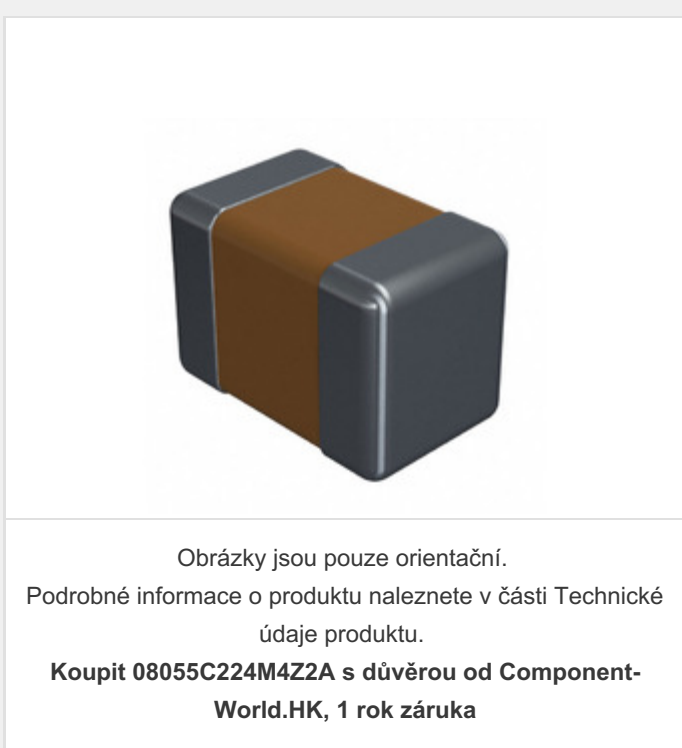 Obrázky jsou pouze orientační.
Podrobné informace o produktu naleznete v části Technické
údaje produktu.
Koupit 08055C224M4Z2A s důvěrou od Component-
World.HK, 1 rok záruka